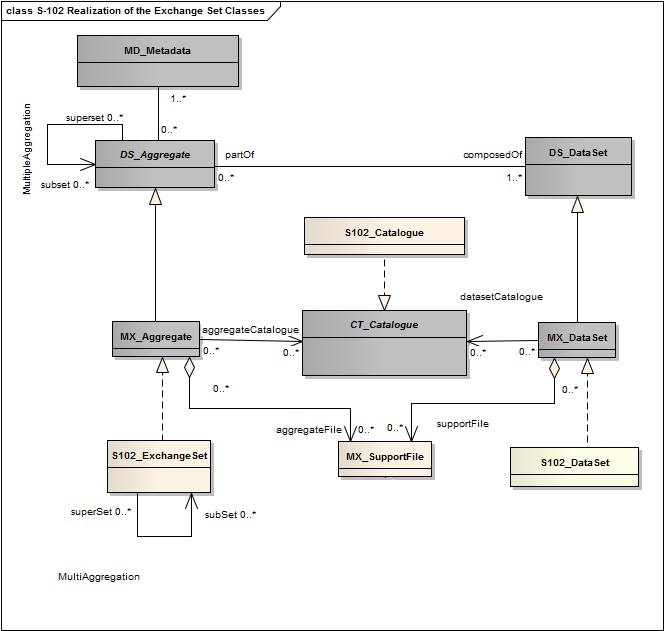 class S-102 Realization of the Exchange Set Classes
MD_Metadata
1..*
superset 0..*
0..*
MultipleAggregation
DS_Aggregate
partOf
composedOf
DS_DataSet
subset 0..*
0..*
1..*
S102_Catalogue
datasetCatalogue
MX_Aggregate
aggregateCatalogue
CT_Catalogue
MX_DataSet
0..*
0..*
0..*
0..*
0..*
0..*
aggregateFile
0..*
0..*
supportFile
S102_ExchangeSet
MX_SupportFile
S102_DataSet
superSet 0..*
subSet 0..*
MultiAggregation